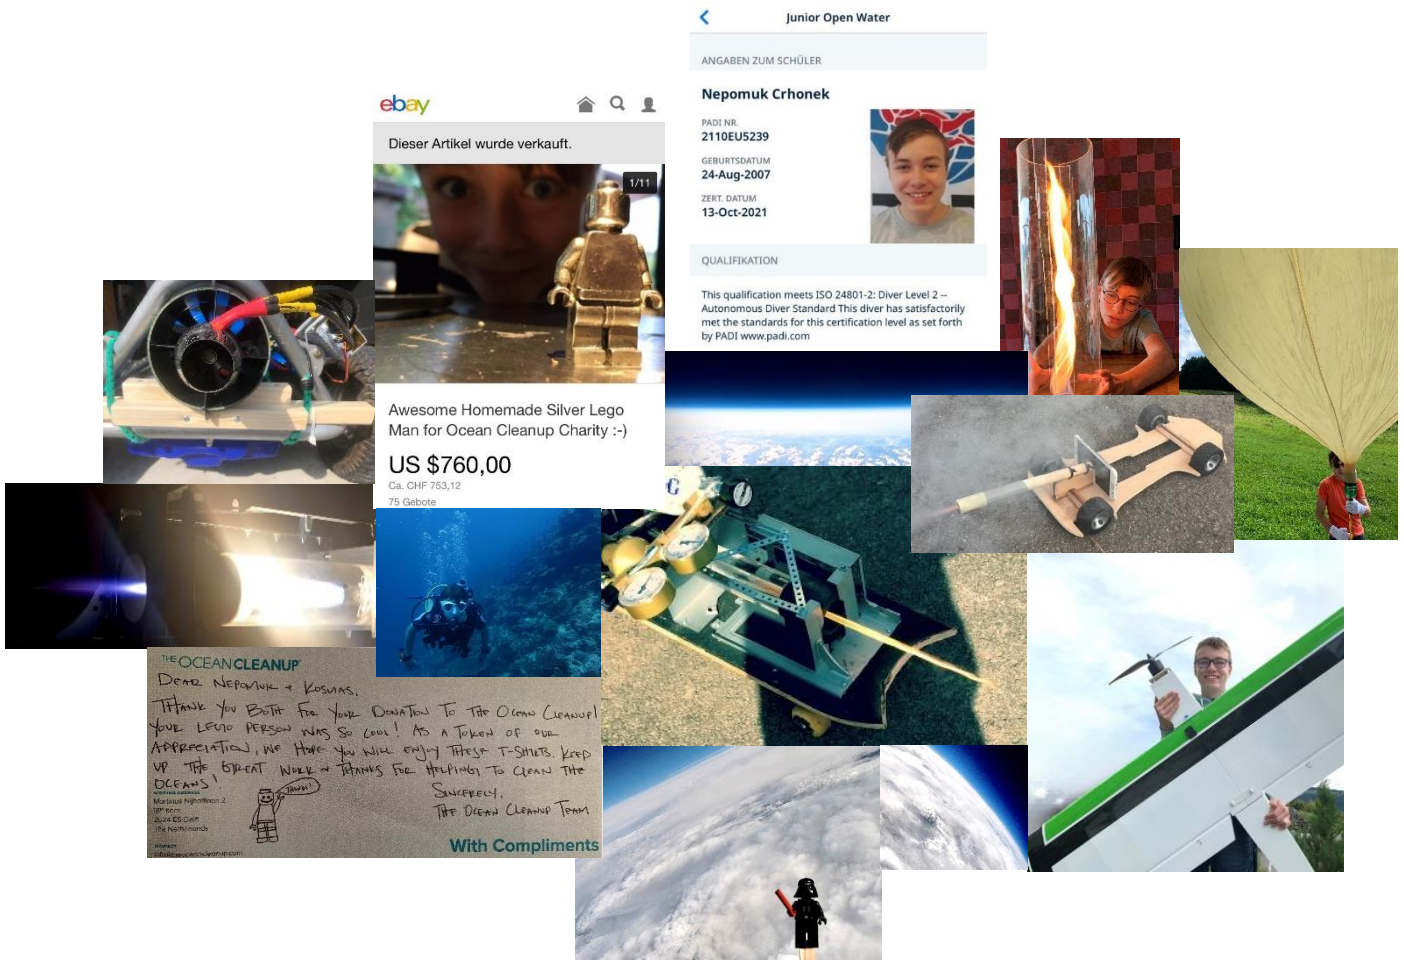 Junior Open Water
ANGABEN ZUM SCHÜLER
Nepomuk Crhonek
PADI NR.
2110EU5239
GEBURTSDATUM
24-Aug-2007
ZERT. DATUM
13-Oct-2021
QUALIFIKATION
This qualification meets ISO 24801-2: Diver Level 2 –
Autonomous Diver Standard This diver has satisfactorily
met the standards for this certification level as set forth
by PADI www.padi.com
ebay
Dieser Artikel wurde verkauft.
1/11
Awesome Homemade Silver Lego
Man for Ocean Cleanup Charity :-)
US $760,00
Ca. CHF 753,12
75 Gebote
THE OCEANCLEANUP
DEAR NEPOMUK + KOSMAS,
THANK YOU BOTH FOR YOUR DONATION TO THE OCEAN CLEANUP!
YOUR LEGO PERSON WAS SO COOL! AS A TOKEN OF OUR
APPRECIATION, WE HOPE YOU WILL ENJOY THESE T-SHIRTS. KEEP
UP THE GREAT WORK + THANKS FOR HELPING TO CLEAN THE
OCEANS!
THANKS!
SINCERELY,
THE OCEAN CLEANUP TEAM
The Netherlands
With Compliments